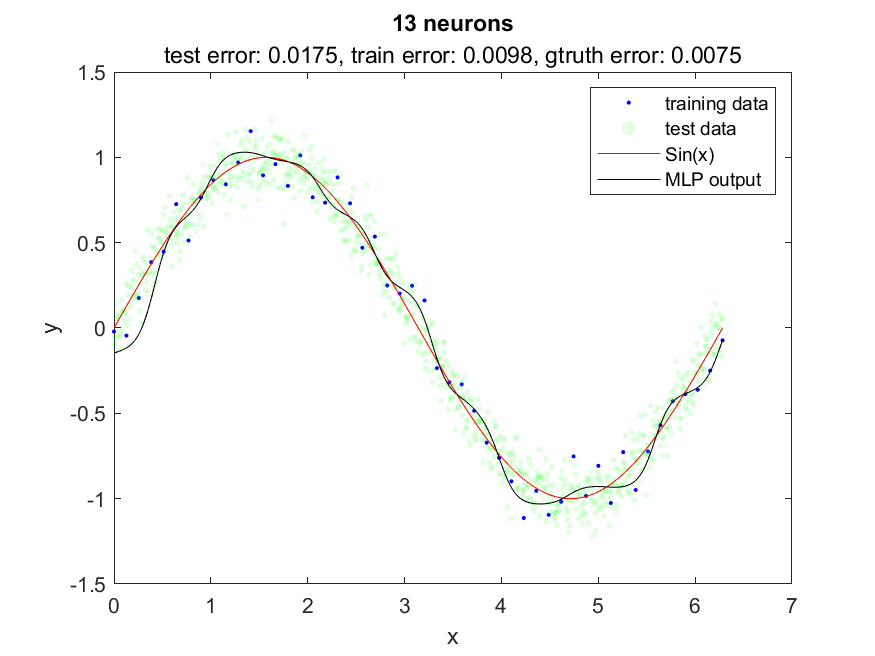 13 neurons
test error: 0.0175, train error: 0.0098, gtruth error: 0.0075
1.5
training data
test data
Sin(x)
MLP output
1
0.5
y
0
-0.5
-1
-1.5
0 1 2 3 4 5 6 7
x